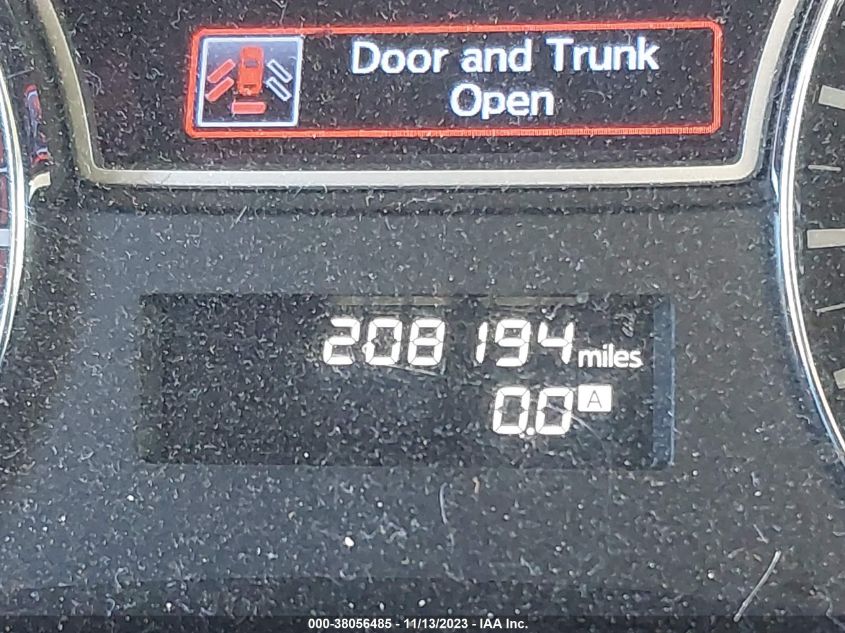 Door and Trunk
Open
208194 miles
0.0 A
000-38056485 - 11/13/2023 - IAA Inc.